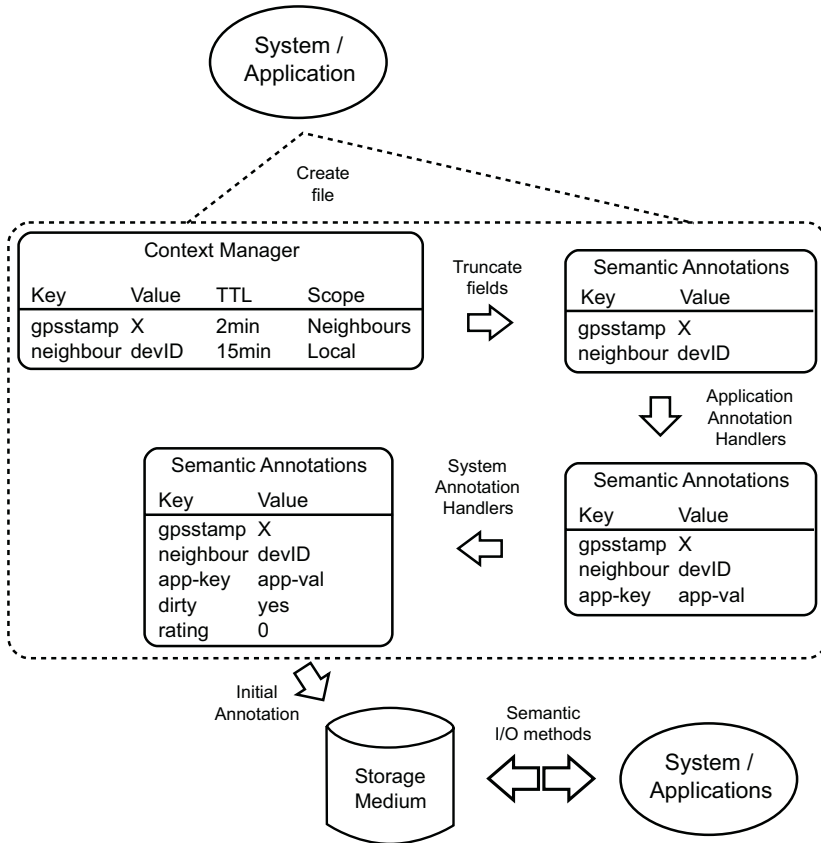 System /
Application
Create
file
Context Manager
Key Value TTL Scope
gpsstamp X 2min Neighbours
neighbour devID 15min Local
Truncate
fields
Semantic Annotations
Key Value
gpsstamp X
neighbour devID
Application
Annotation
Handlers
Semantic Annotations
Key Value
gpsstamp X
neighbour devID
app-key app-val
System
Annotation
Handlers
Semantic Annotations
Key Value
gpsstamp X
neighbour devID
app-key app-val
dirty yes
rating 0
Initial
Annotation
Storage
Medium
Semantic
I/O methods
System /
Applications